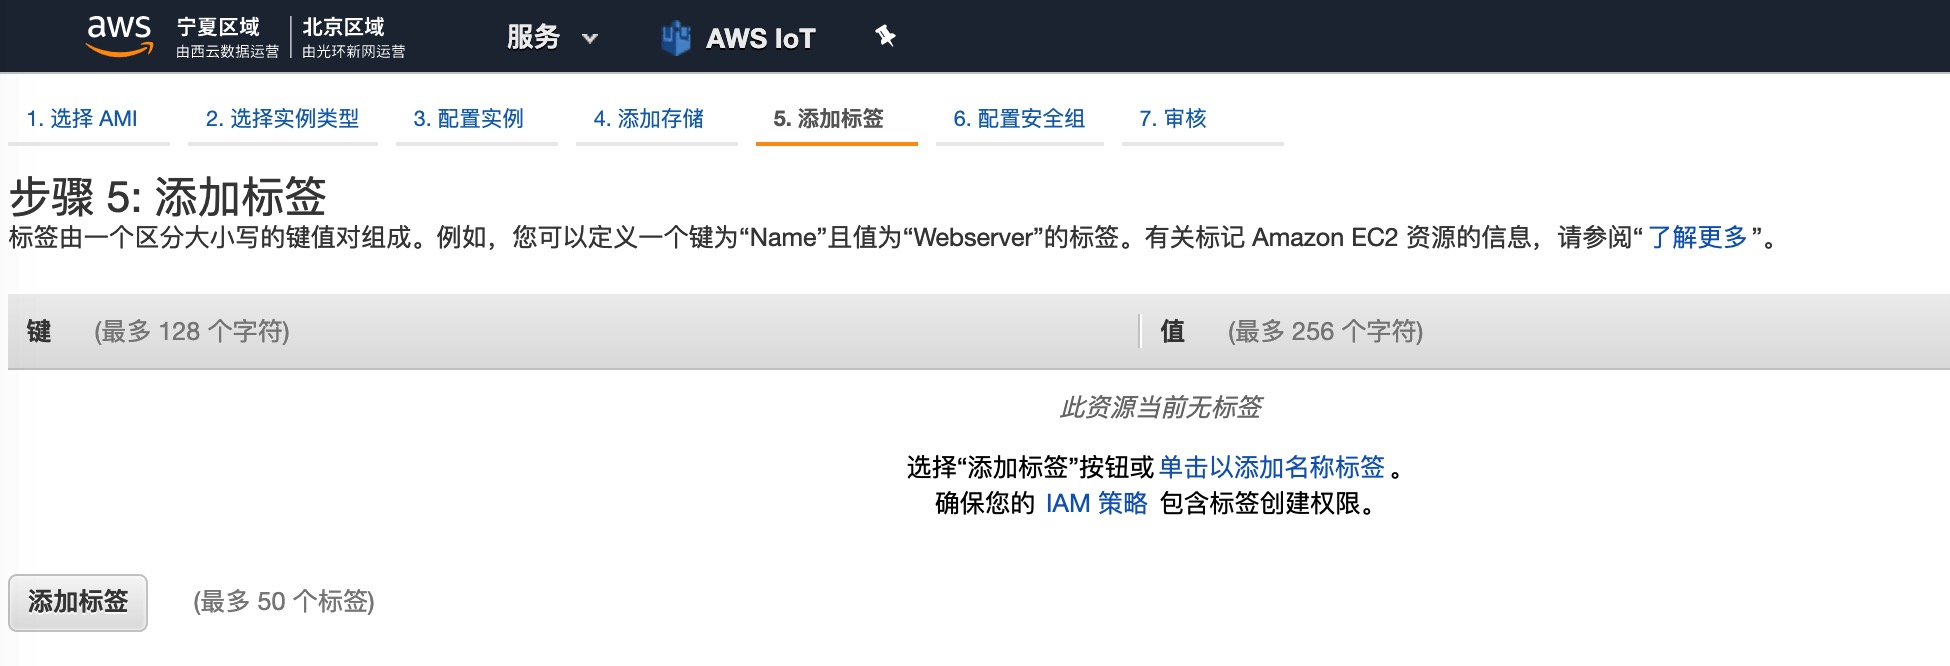 aws 宁夏区域 北京区域 服务 AWS IoT
由西云数据运营 由光环新网运营
1. 选择 AMI 2. 选择实例类型 3. 配置实例 4. 添加存储 5. 添加标签 6. 配置安全组 7. 审核
步骤 5: 添加标签
标签由一个区分大小写的键值对组成。例如，您可以定义一个键为“Name”且值为“Webserver”的标签。有关标记 Amazon EC2 资源的信息，请参阅“了解更多”。
键 (最多 128 个字符) 值 (最多 256 个字符)
此资源当前无标签
选择“添加标签”按钮或单击以添加名称标签。
确保您的 IAM 策略 包含标签创建权限。
添加标签 (最多 50 个标签)